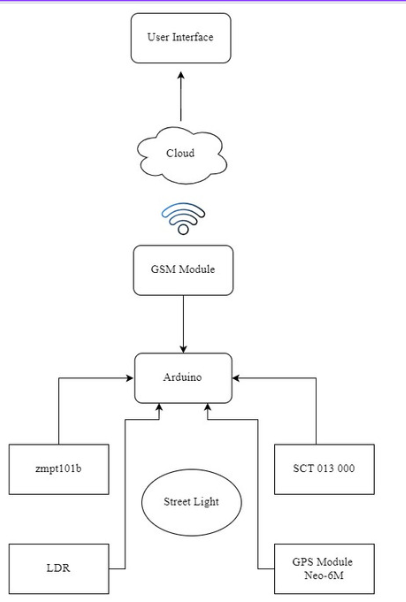 User Interface
Cloud
GSM Module
Arduino
zmpt101b
SCT 013 000
Street Light
LDR
GPS Module
Neo-6M